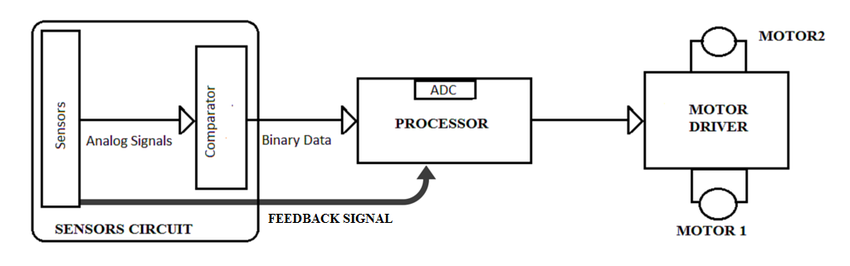 Sensors
Analog Signals
Comparator
SENSORS CIRCUIT
Binary Data
FEEDBACK SIGNAL
ADC
PROCESSOR
MOTOR
DRIVER
MOTOR2
MOTOR 1